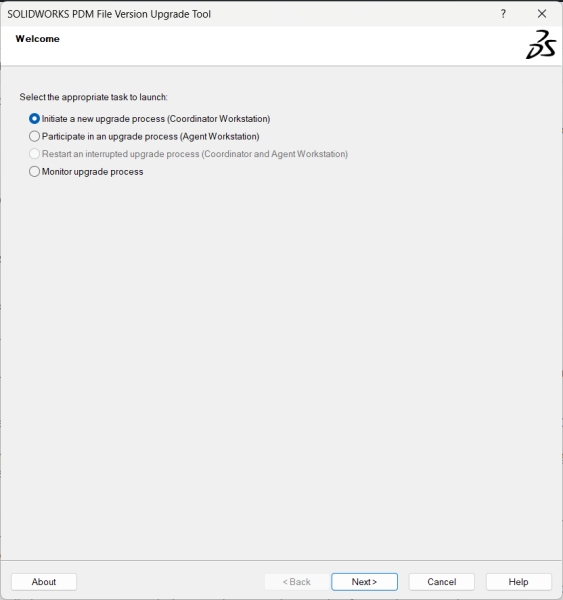 SOLIDWORKS PDM File Version Upgrade Tool
?
Welcome
Select the appropriate task to launch:
Initiate a new upgrade process (Coordinator Workstation)
Participate in an upgrade process (Agent Workstation)
Restart an interrupted upgrade process (Coordinator and Agent Workstation)
Monitor upgrade process
About
< Back
Next >
Cancel
Help